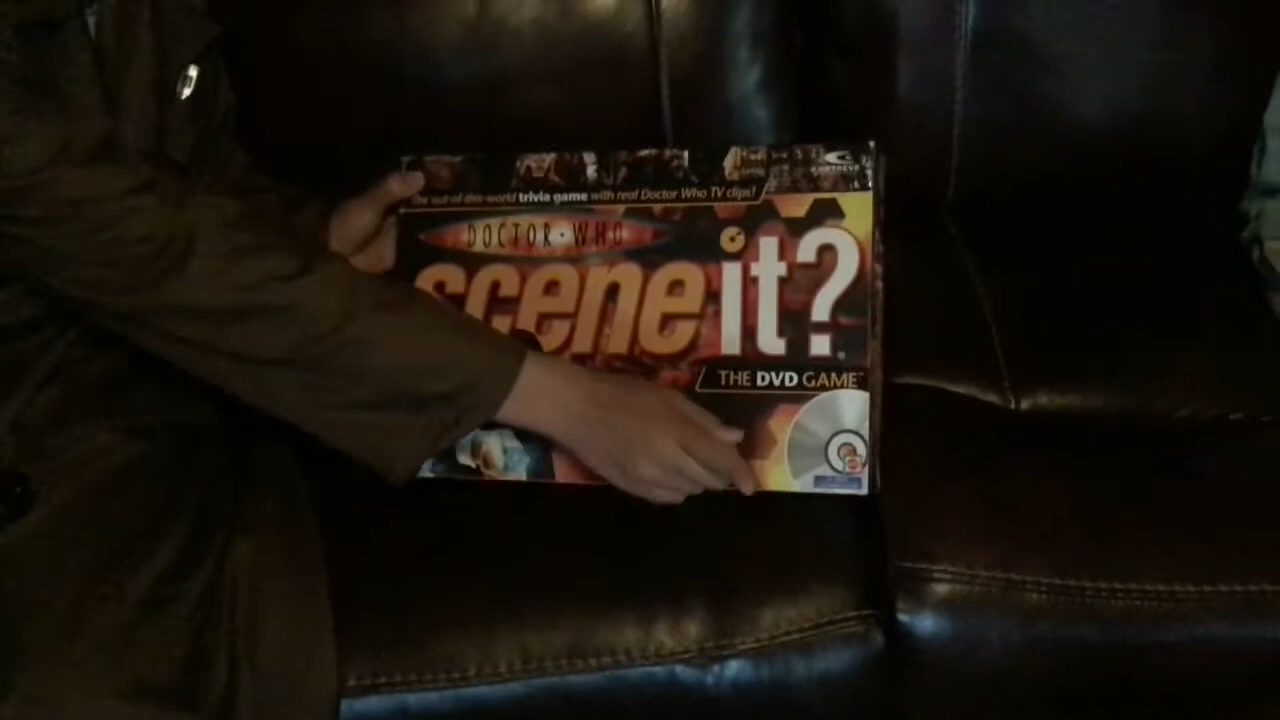 The out of this world trivia game with real Doctor Who TV clips!
DOCTOR·WHO
scene it?
THE DVD GAME™